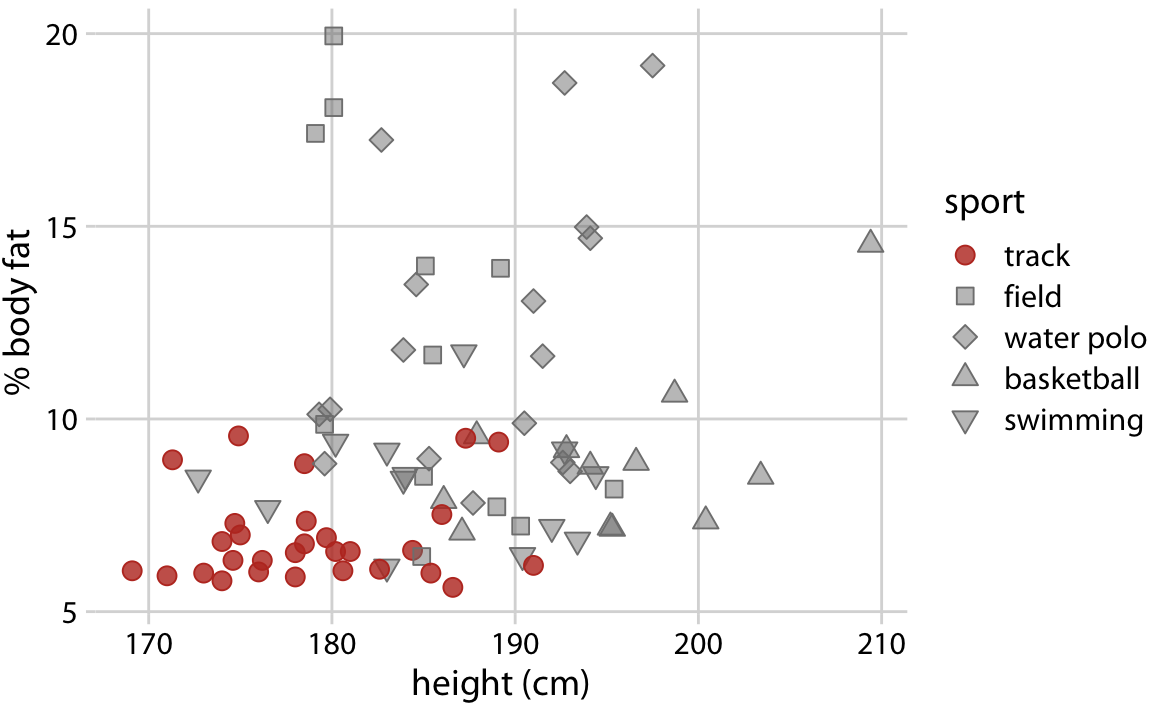 20
15
10
5
% body fat
170 180 190 200 210
height (cm)
sport
track
field
water polo
basketball
swimming